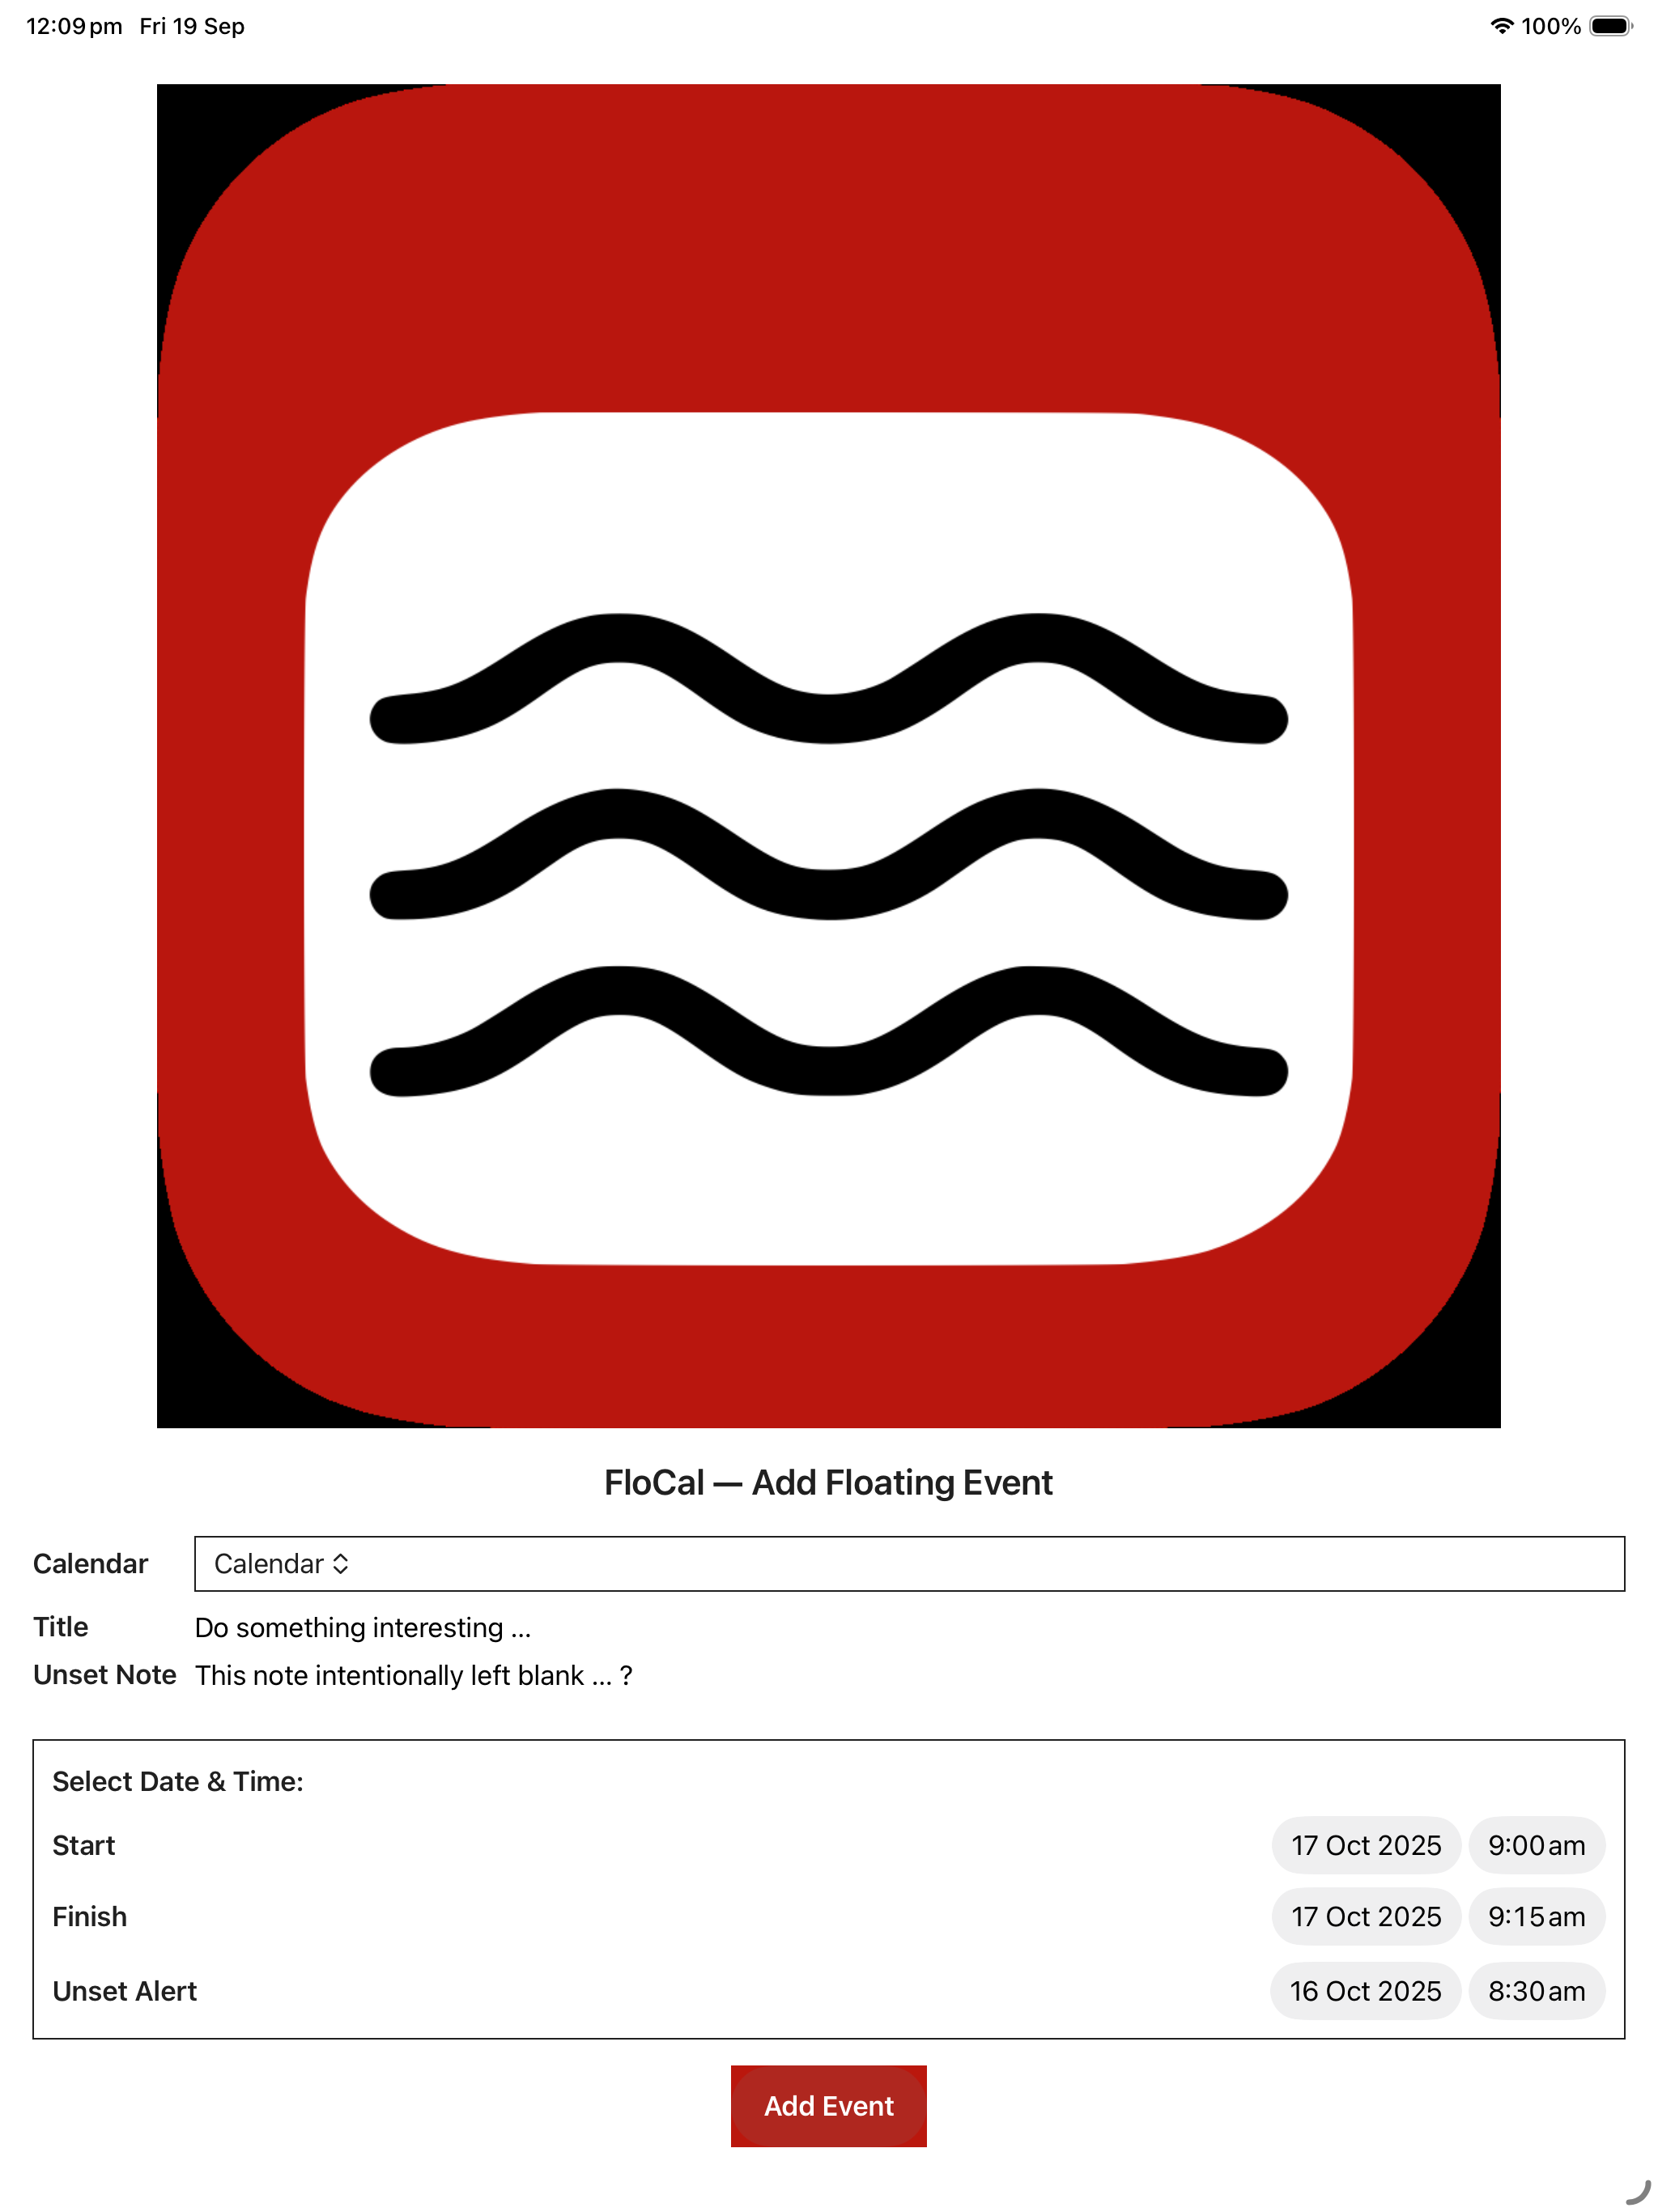 12:09 pm Fri 19 Sep 100%
FloCal — Add Floating Event
Calendar Calendar
Title Do something interesting ...
Unset Note This note intentionally left blank ... ?
Select Date & Time:
Start 17 Oct 2025 9:00 am
Finish 17 Oct 2025 9:15 am
Unset Alert 16 Oct 2025 8:30 am
Add Event